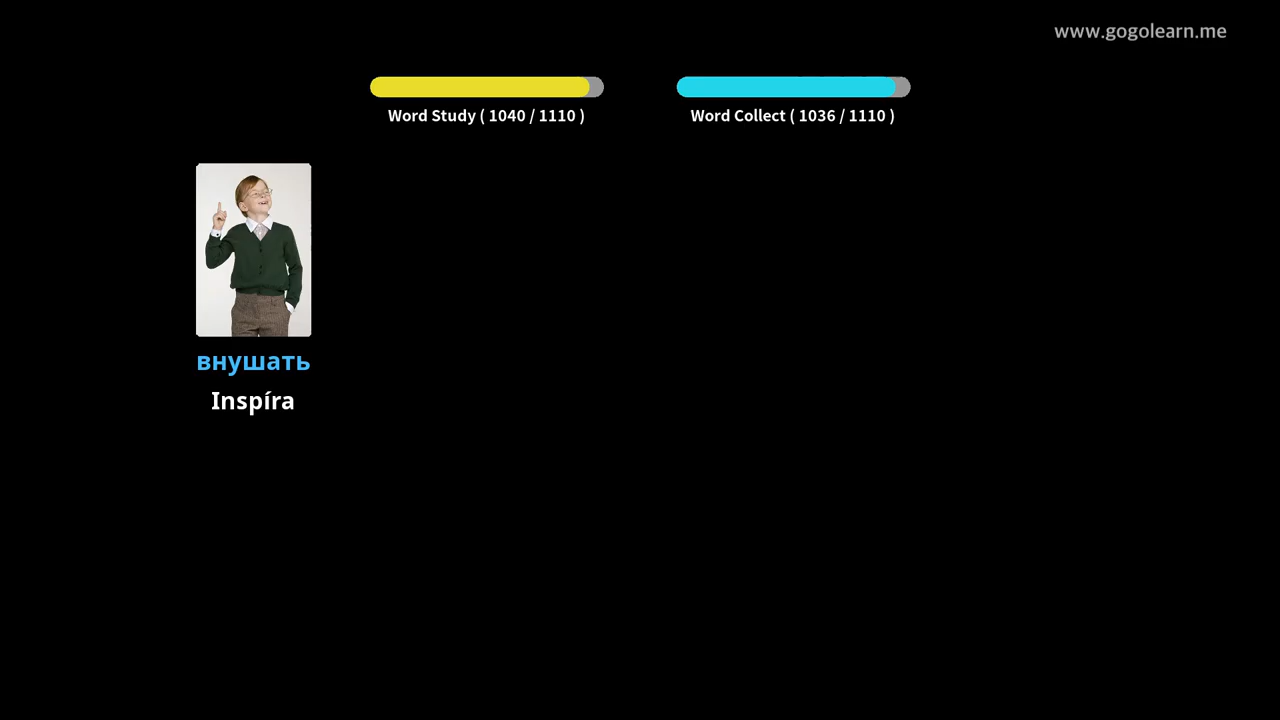 www.gogolearn.me
Word Study ( 1040 / 1110 )
Word Collect ( 1036 / 1110 )
внушать
Inspíra